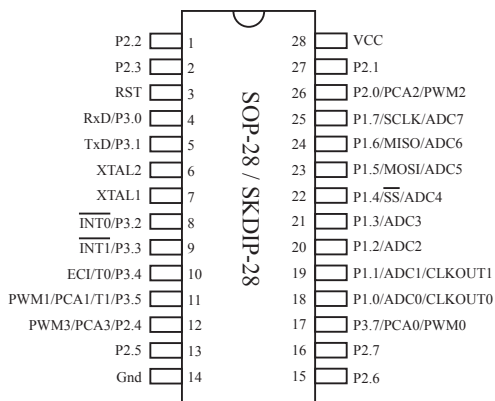 P2.2 1 28 VCC
P2.3 2 27 P2.1
RST 3 26 P2.0/PCA2/PWM2
RxD/P3.0 4 25 P1.7/SCLK/ADC7
TxD/P3.1 5 24 P1.6/MISO/ADC6
XTAL2 6 23 P1.5/MOSI/ADC5
XTAL1 7 22 P1.4/S̅S̅/ADC4
I̅N̅T̅0̅/P3.2 8 21 P1.3/ADC3
I̅N̅T̅1̅/P3.3 9 20 P1.2/ADC2
ECI/T0/P3.4 10 19 P1.1/ADC1/CLKOUT1
PWM1/PCA1/T1/P3.5 11 18 P1.0/ADC0/CLKOUT0
PWM3/PCA3/P2.4 12 17 P3.7/PCA0/PWM0
P2.5 13 16 P2.7
Gnd 14 15 P2.6
SOP-28 / SKDIP-28